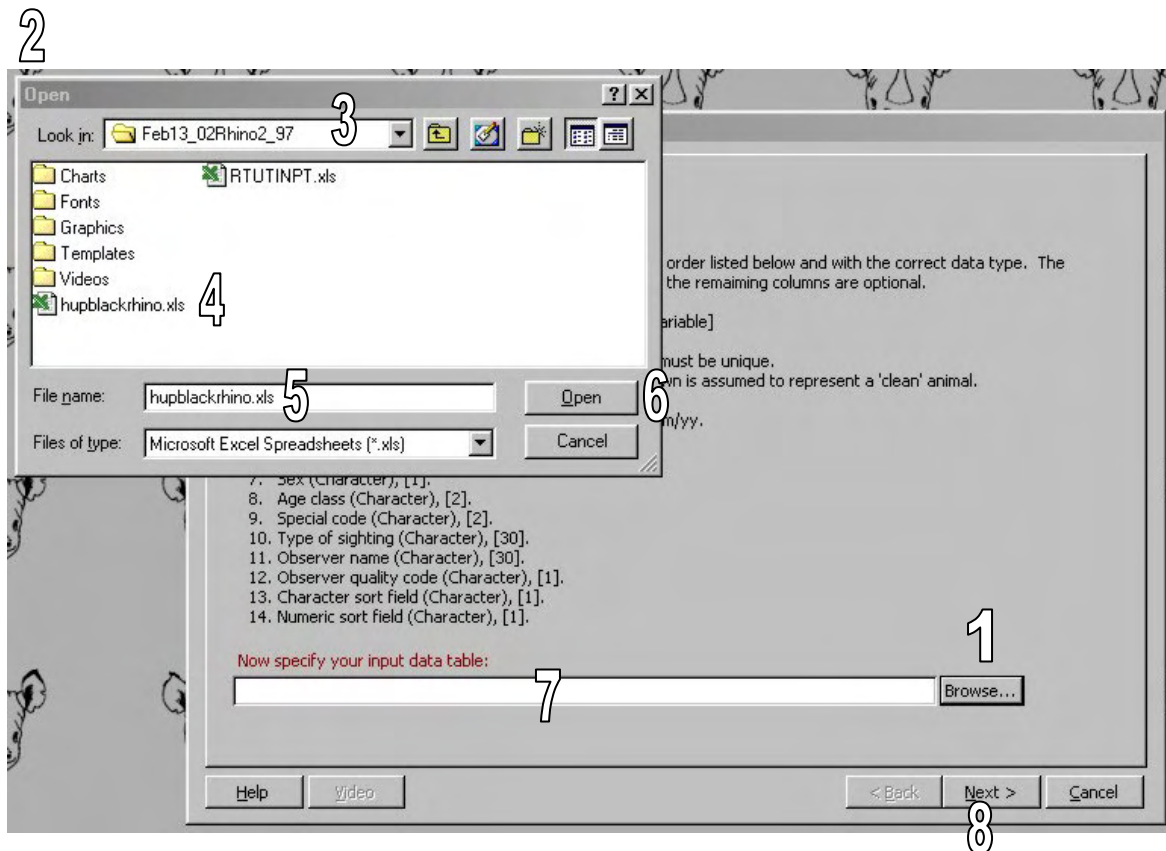 2
Open
Look in: Feb13_02Rhino2_97 3
Charts RTUTINPT.xls
Fonts
Graphics
Templates
Videos
hupblackrhino.xls 4
File name: hupblackrhino.xls 5 Open 6
Files of type: Microsoft Excel Spreadsheets (*.xls) Cancel
order listed below and with the correct data type. The
the remaining columns are optional.
ariable]
must be unique.
wn is assumed to represent a 'clean' animal.
m/yy.
7. Sex (Character), [1].
8. Age class (Character), [2].
9. Special code (Character), [2].
10. Type of sighting (Character), [30].
11. Observer name (Character), [30].
12. Observer quality code (Character), [1].
13. Character sort field (Character), [1].
14. Numeric sort field (Character), [1].
1
Now specify your input data table:
7 Browse...
Help Video < Back Next > Cancel
8